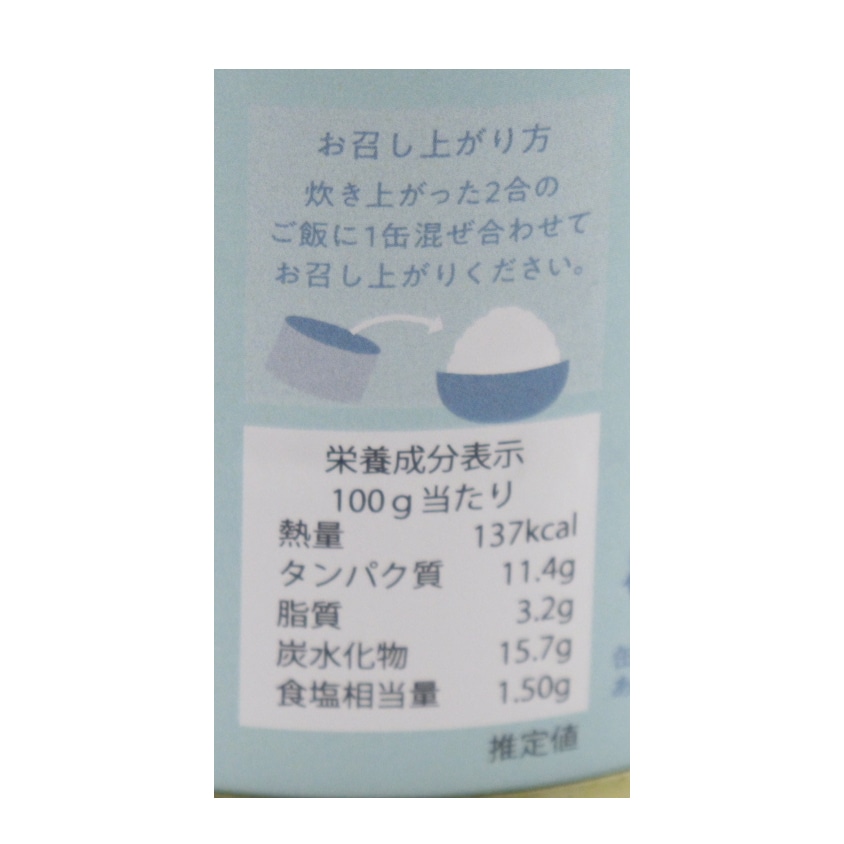 お召し上がり方
炊き上がった2合の
ご飯に1缶混ぜ合わせて
お召し上がりください。
栄養成分表示
100g当たり
熱量 137kcal
タンパク質 11.4g
脂質 3.2g
炭水化物 15.7g
食塩相当量 1.50g
推定値